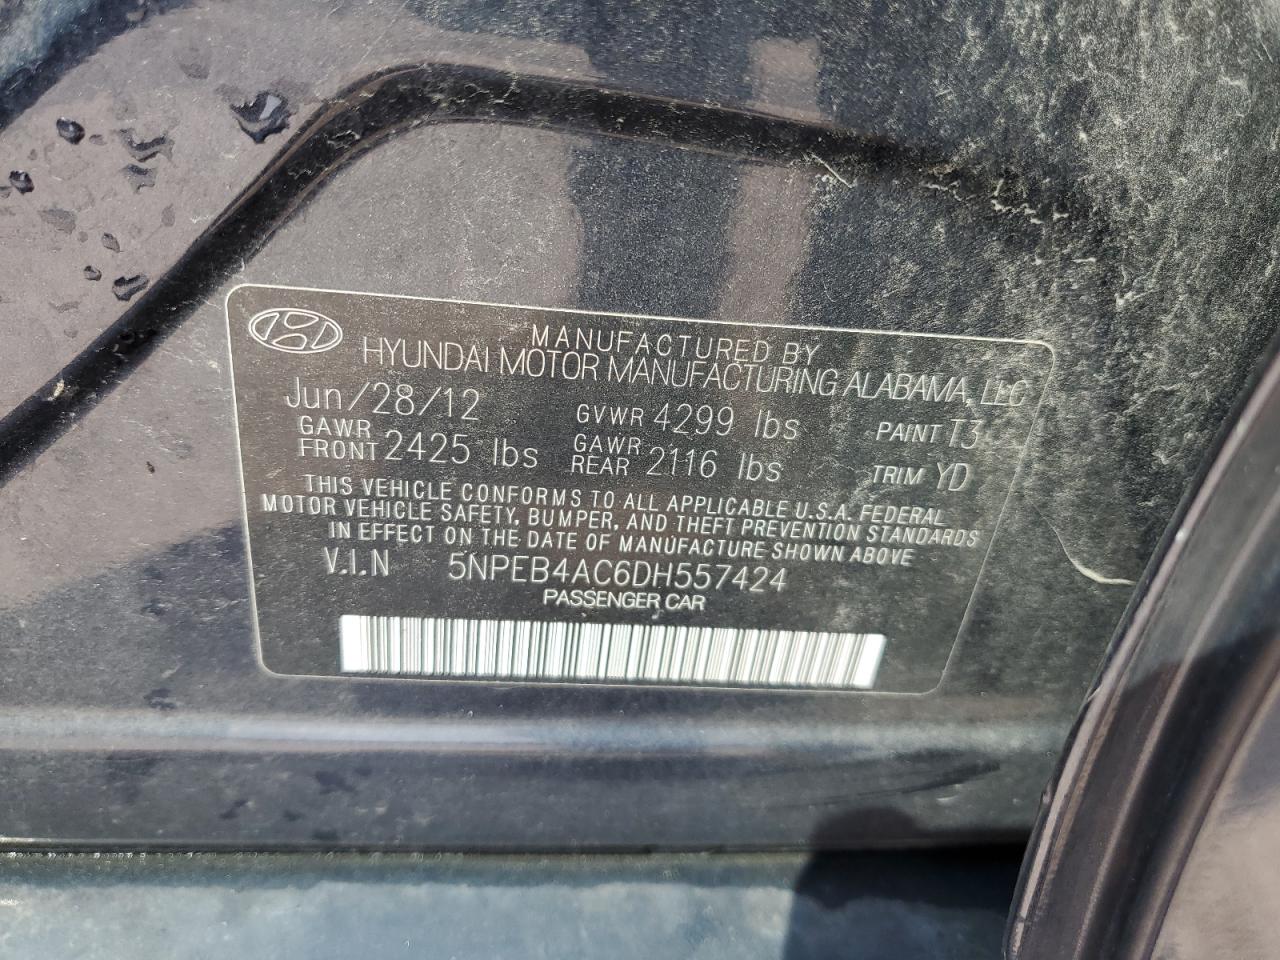 MANUFACTURED BY
HYUNDAI MOTOR MANUFACTURING ALABAMA, LLC
Jun/28/12 GVWR 4299 lbs PAINT T3
GAWR FRONT 2425 lbs GAWR REAR 2116 lbs TRIM YD
THIS VEHICLE CONFORMS TO ALL APPLICABLE U.S.A. FEDERAL
MOTOR VEHICLE SAFETY, BUMPER, AND THEFT PREVENTION STANDARDS
IN EFFECT ON THE DATE OF MANUFACTURE SHOWN ABOVE
V.I.N 5NPEB4AC6DH557424
PASSENGER CAR